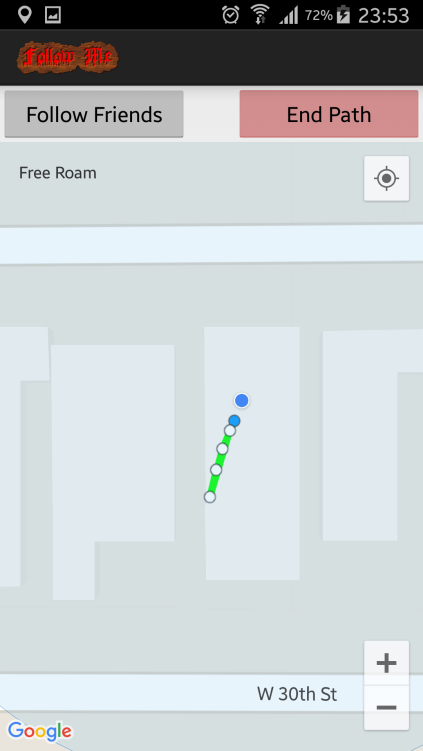 72% 23:53
Follow Me
Follow Friends End Path
Free Roam
+
W 30th St
−
Google